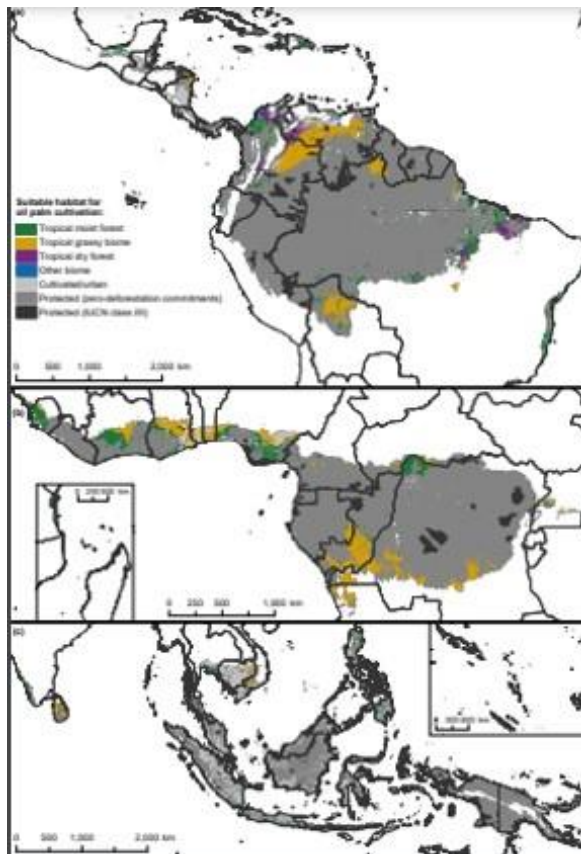 (a)
Suitable habitat for
oil palm cultivation:
Tropical moist forest
Tropical grassy biome
Tropical dry forest
Other biome
Cultivated/urban
Protected (zero-deforestation commitments)
Protected (IUCN class I/II)
0 500 1,000 2,000 km
(b)
0 250 500 1,000 km
(c)
0 500 1,000 2,000 km